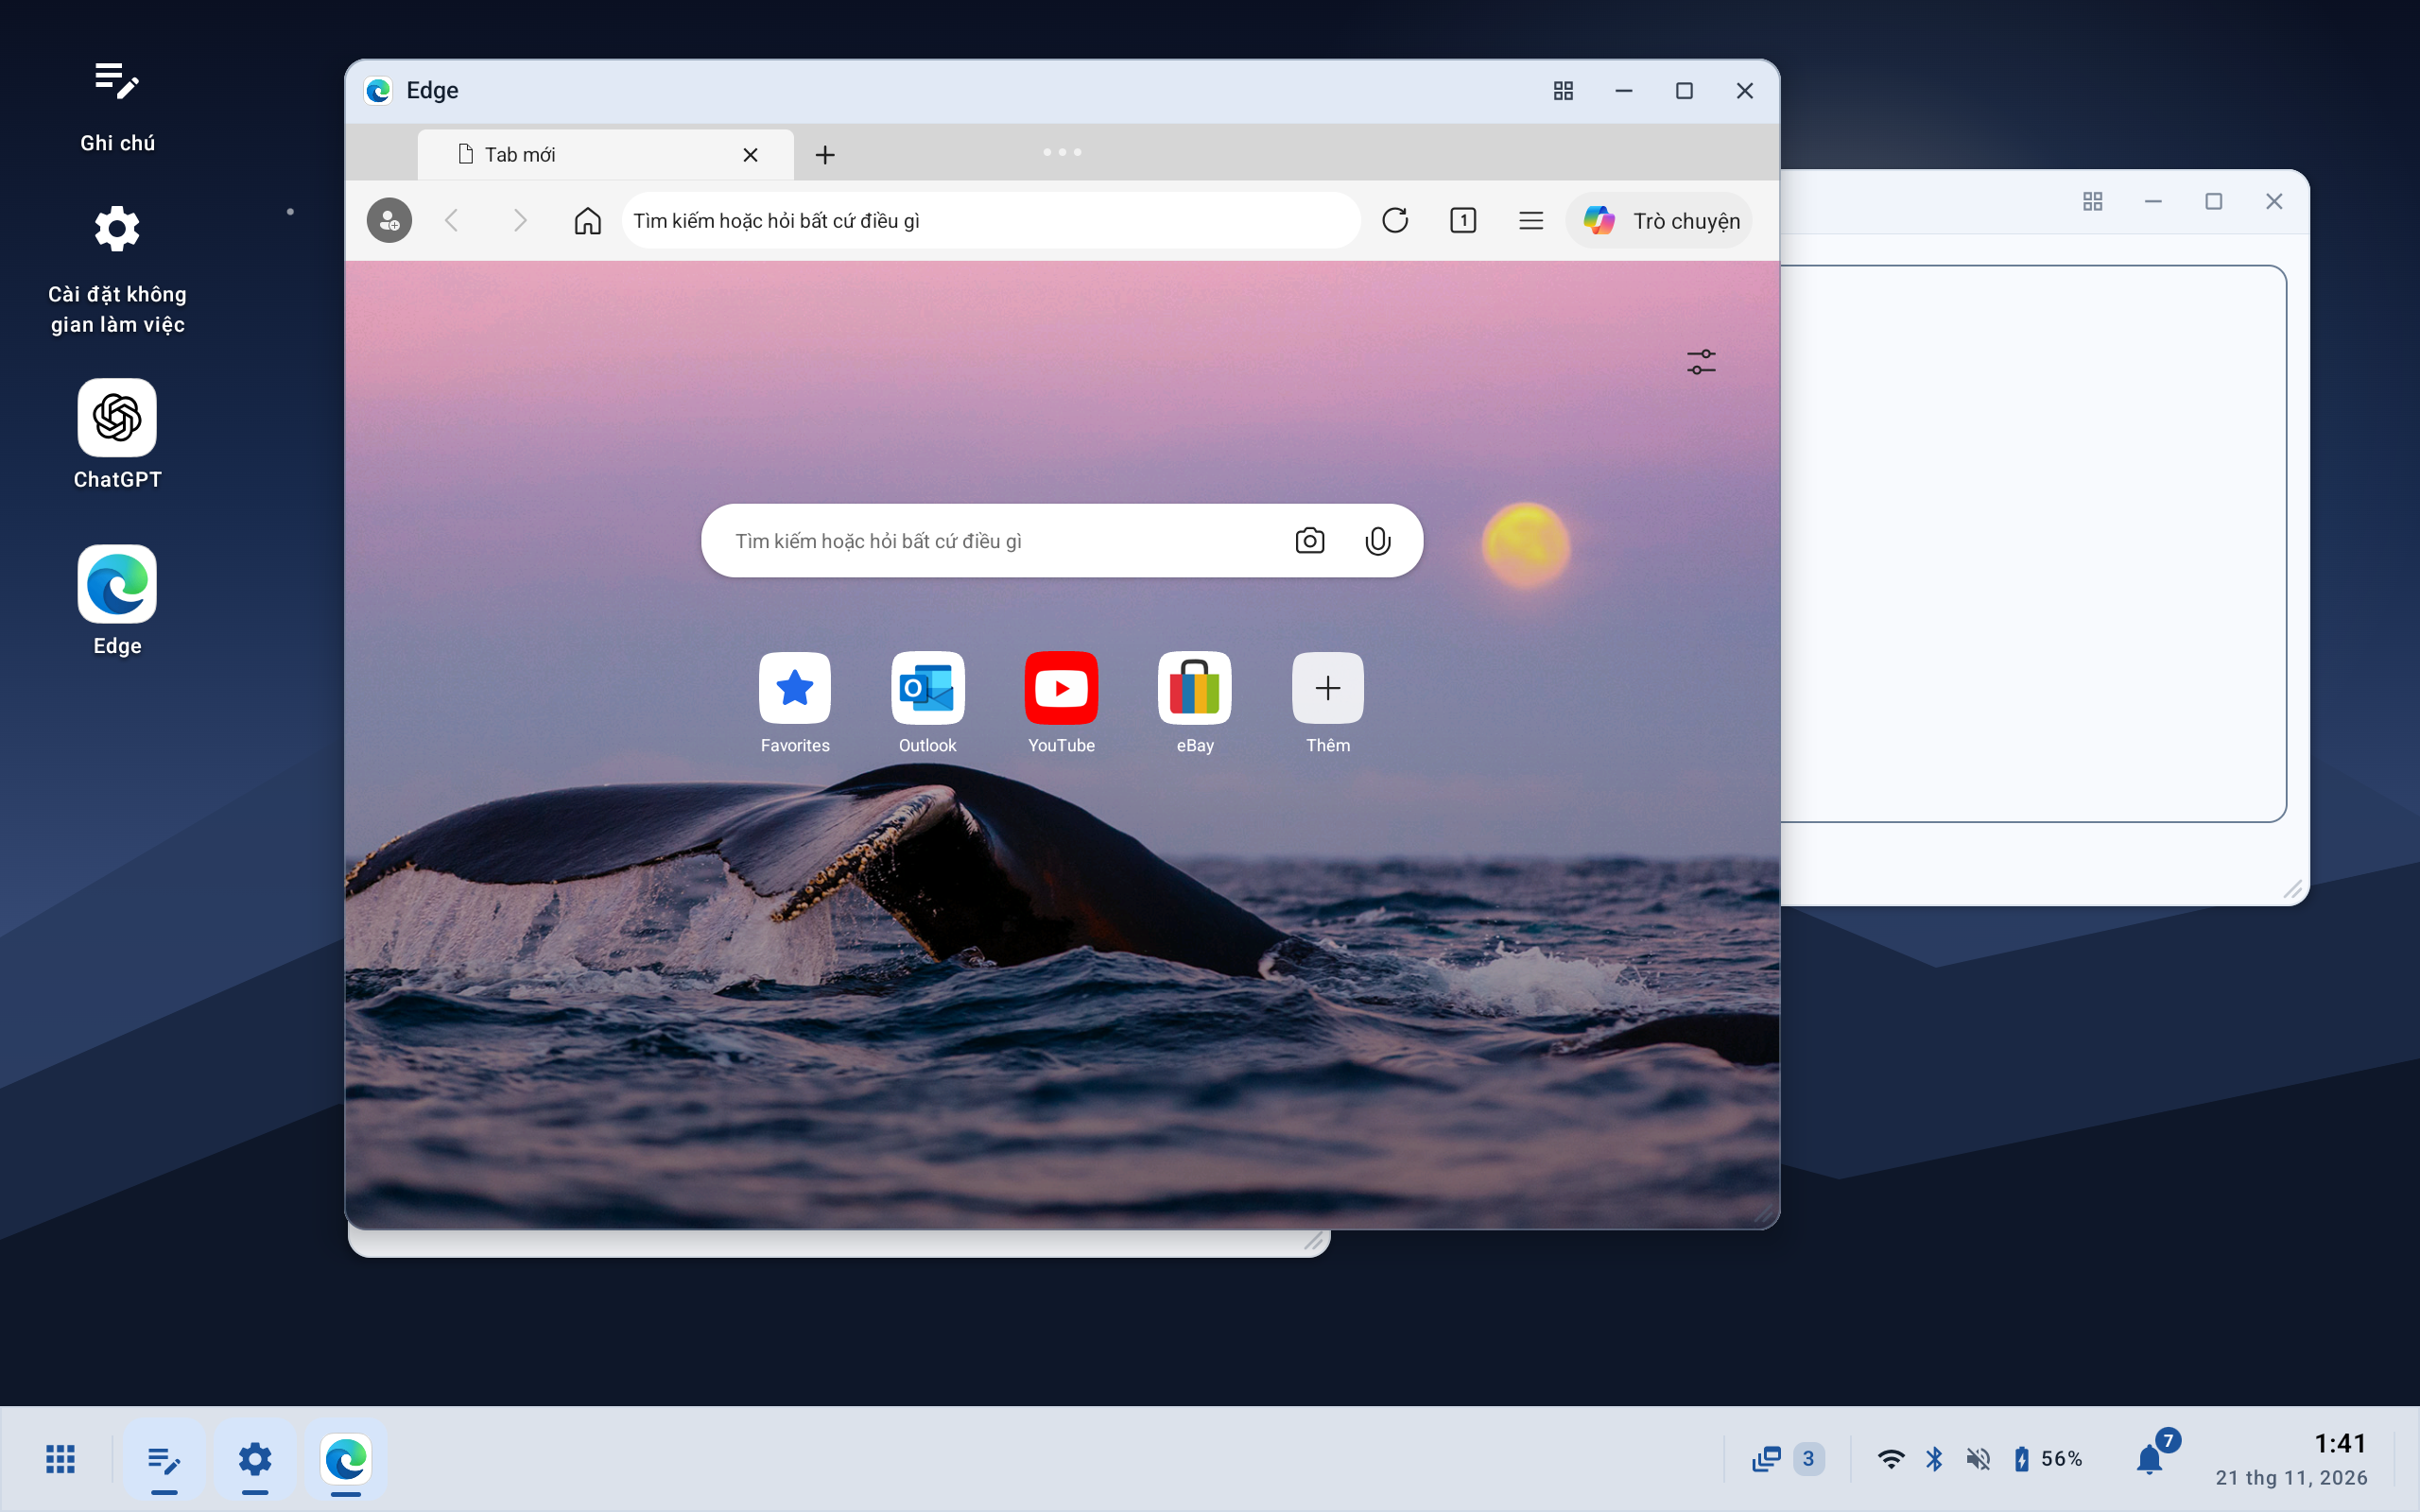 Ghi chú
Cài đặt không
gian làm việc
ChatGPT
Edge
Edge
Tab mới
Tìm kiếm hoặc hỏi bất cứ điều gì
1
Trò chuyện
Tìm kiếm hoặc hỏi bất cứ điều gì
Favorites
Outlook
YouTube
eBay
Thêm
3
56%
7
1:41
21 thg 11, 2026